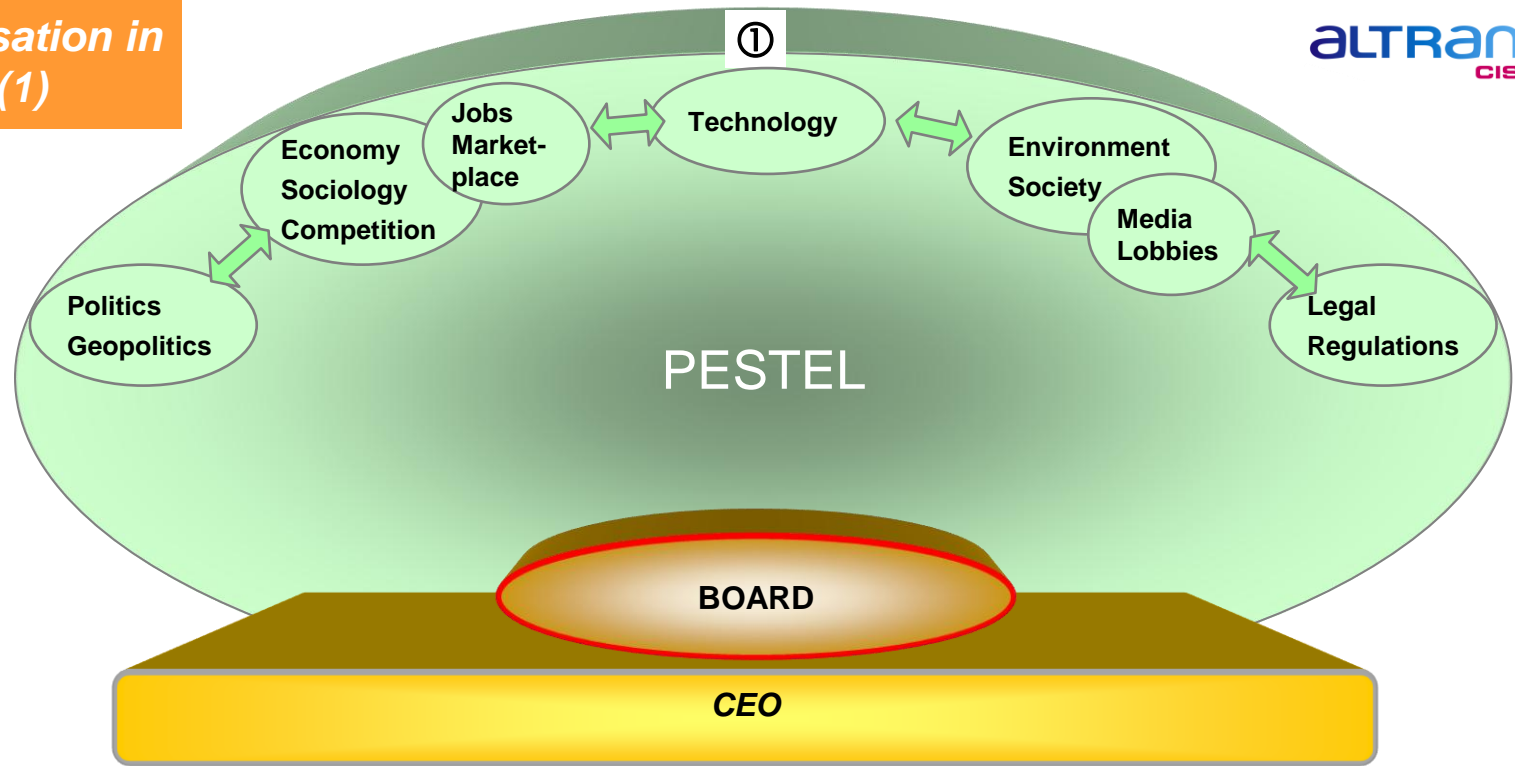 sation in
(1)
①
aLTRan
CIS
Jobs
Market-
place
Technology
Economy
Sociology
Competition
Environment
Society
Media
Lobbies
Politics
Geopolitics
Legal
Regulations
PESTEL
BOARD
CEO